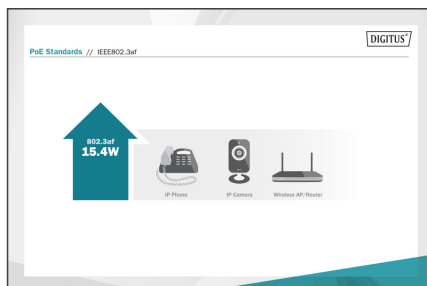 DIGITUS®
PoE Standards // IEEE802.3af
802.3af
15.4W
IP Phone
IP Camera
Wireless AP/Router